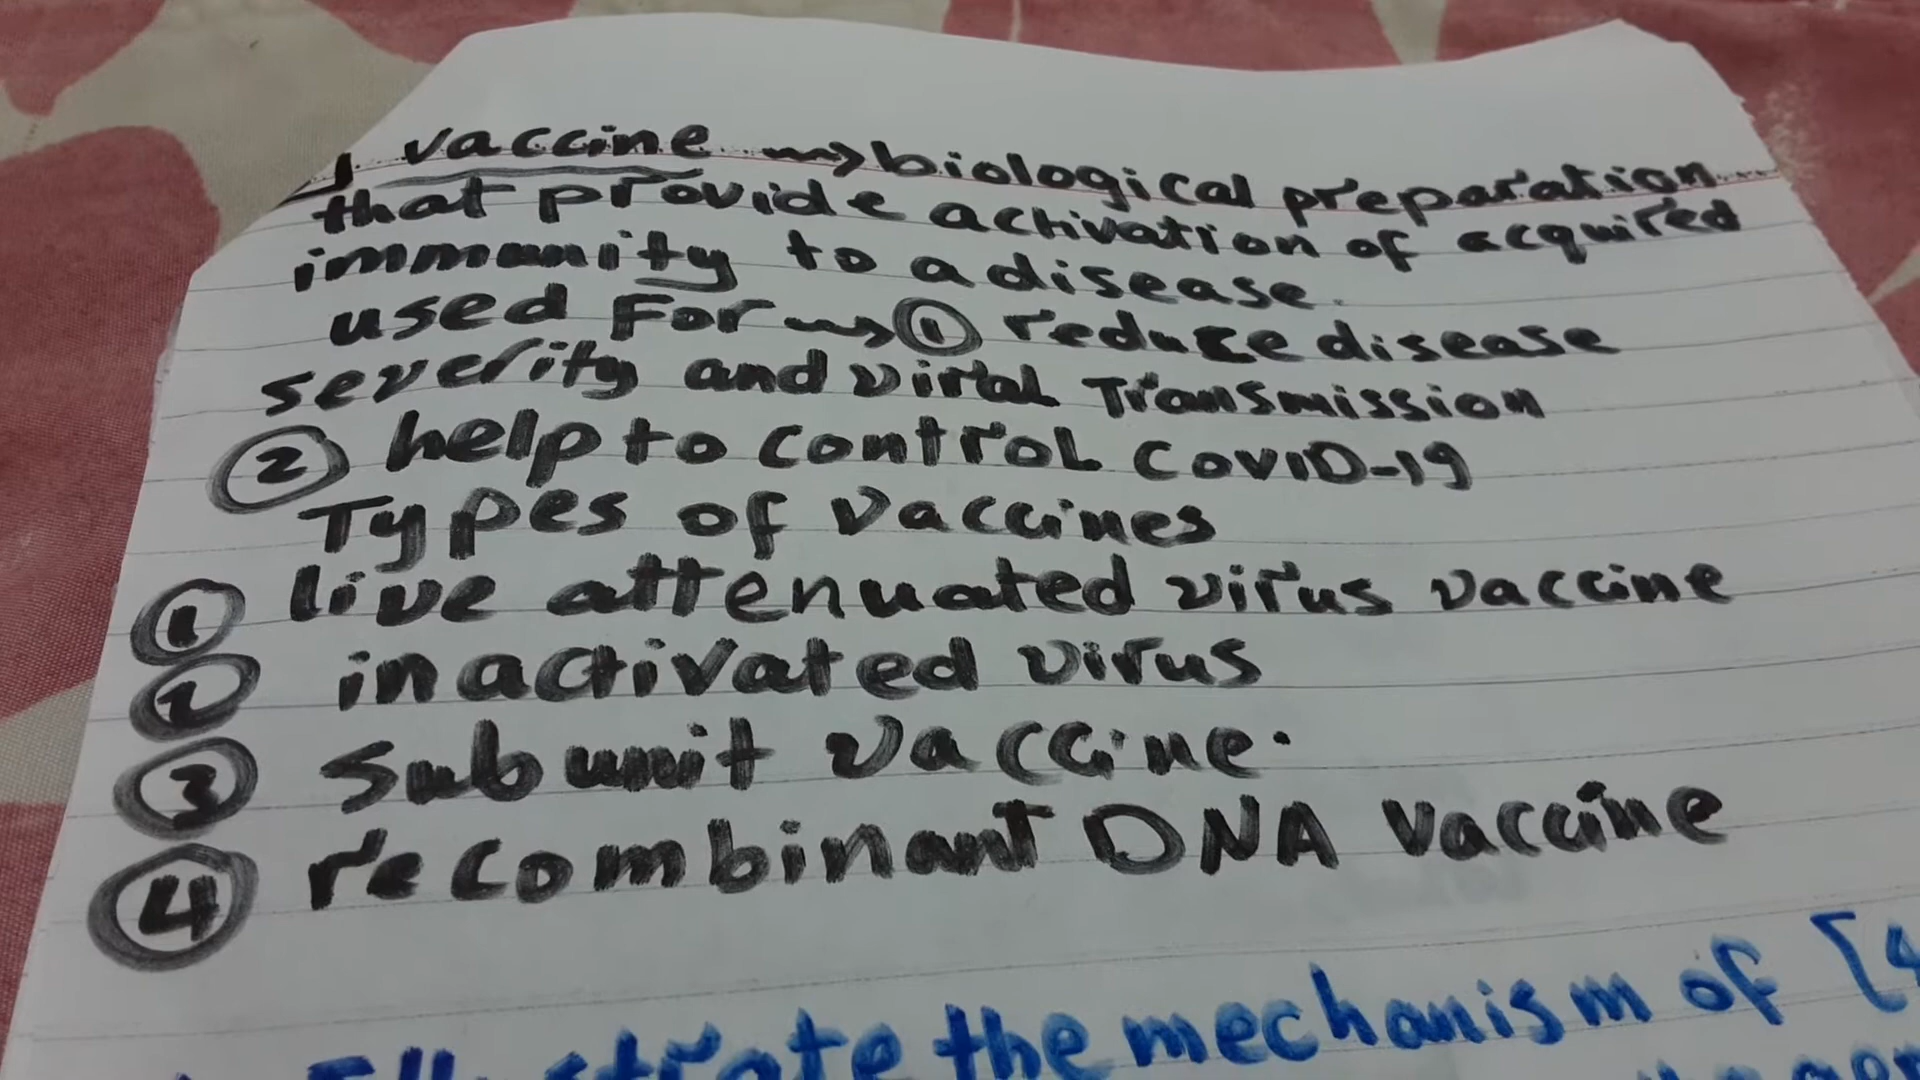 vaccine → biological preparation
that provide activation of acquired
immunity to a disease.
used For → ① reduce disease
severity and viral Transmission
② help to control COVID-19
Types of vaccines
① live attenuated virus vaccine
② inactivated virus
③ subunit vaccine.
④ recombinant DNA vaccine
Illustrate the mechanism of